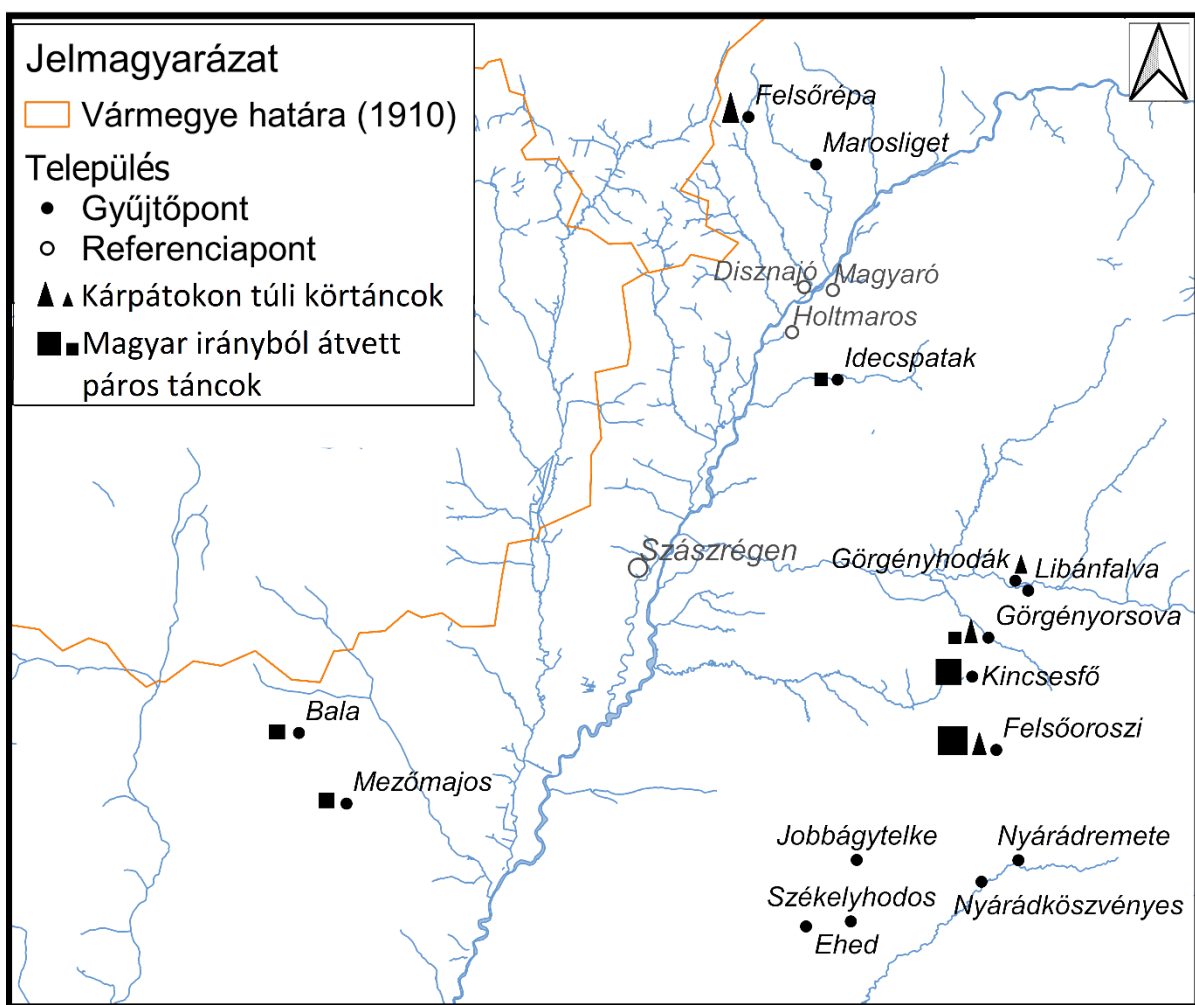 Jelmagyarázat
Vármegye határa (1910)
Település
Gyűjtőpont
Referenciapont
Kárpátokon túli körtáncok
Magyar irányból átvett
páros táncok
Felsőrépa
Marosliget
Disznajó
Magyaró
Holtmaros
Idecspatak
Szászrégen
Görgényhodák
Libánfalva
Görgényorsova
Kincsesfő
Bala
Felsőoroszi
Mezőmajos
Jobbágytelke
Nyárádremete
Székelyhodos
Nyárádköszvényes
Ehed